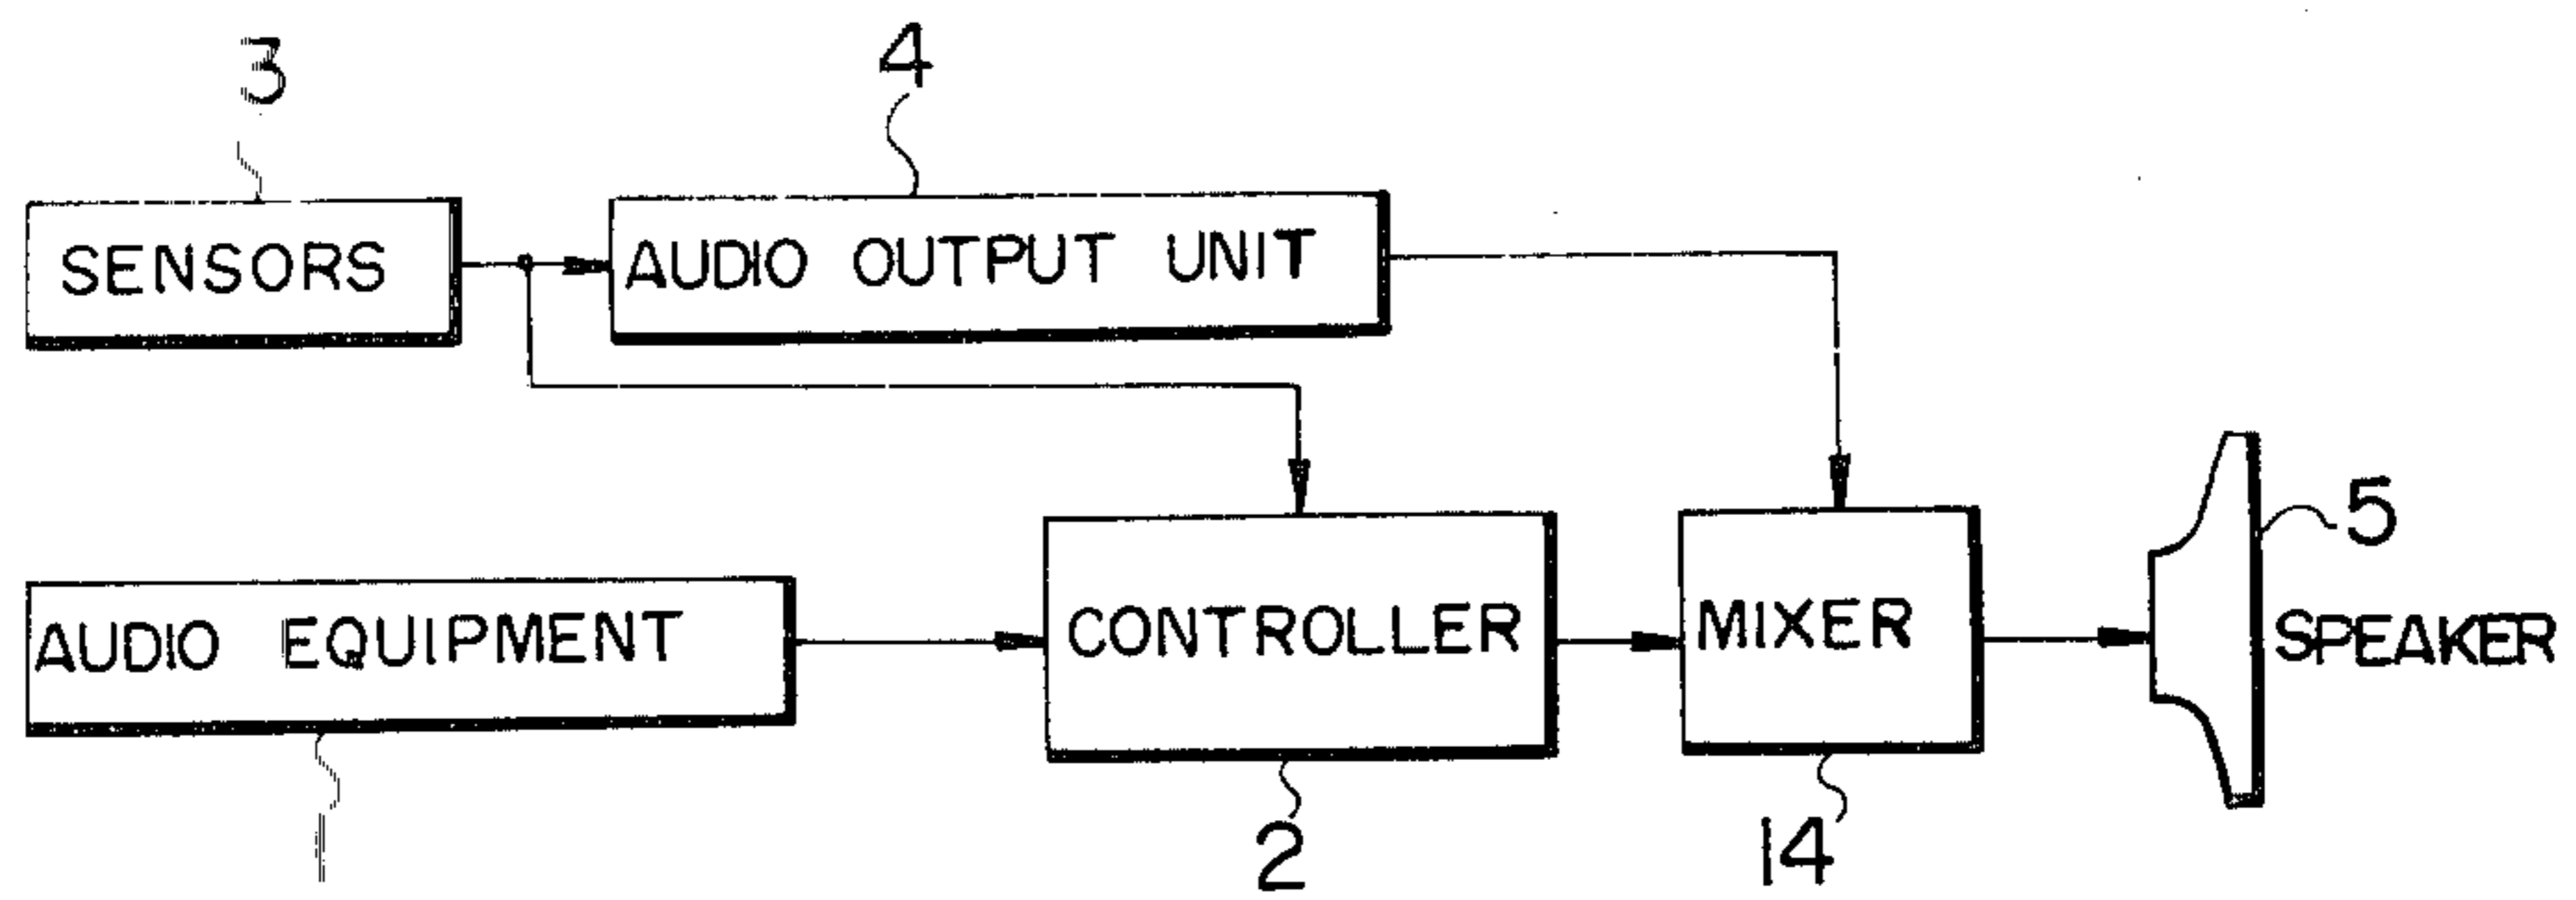 3
4
SENSORS
AUDIO OUTPUT UNIT
5
AUDIO EQUIPMENT
CONTROLLER
MIXER
SPEAKER
1
2
14